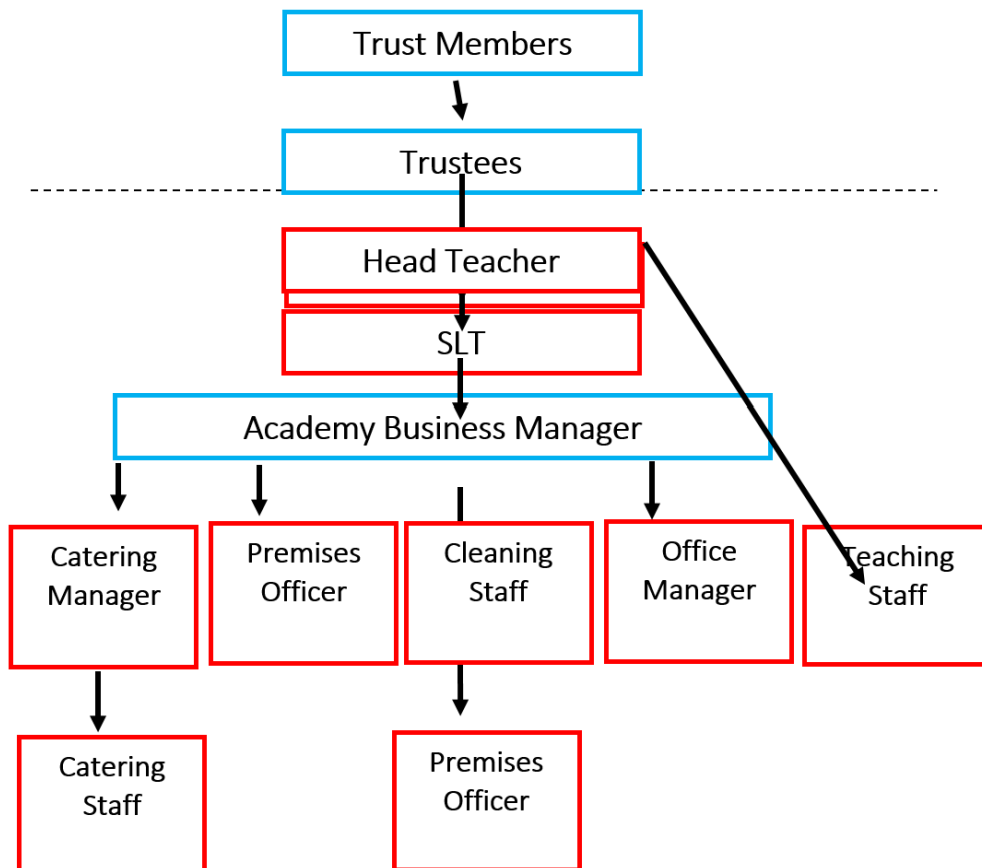 Trust Members
Trustees
Head Teacher
SLT
Academy Business Manager
Catering
Manager
Premises
Officer
Cleaning
Staff
Office
Manager
Teaching
Staff
Catering
Staff
Premises
Officer